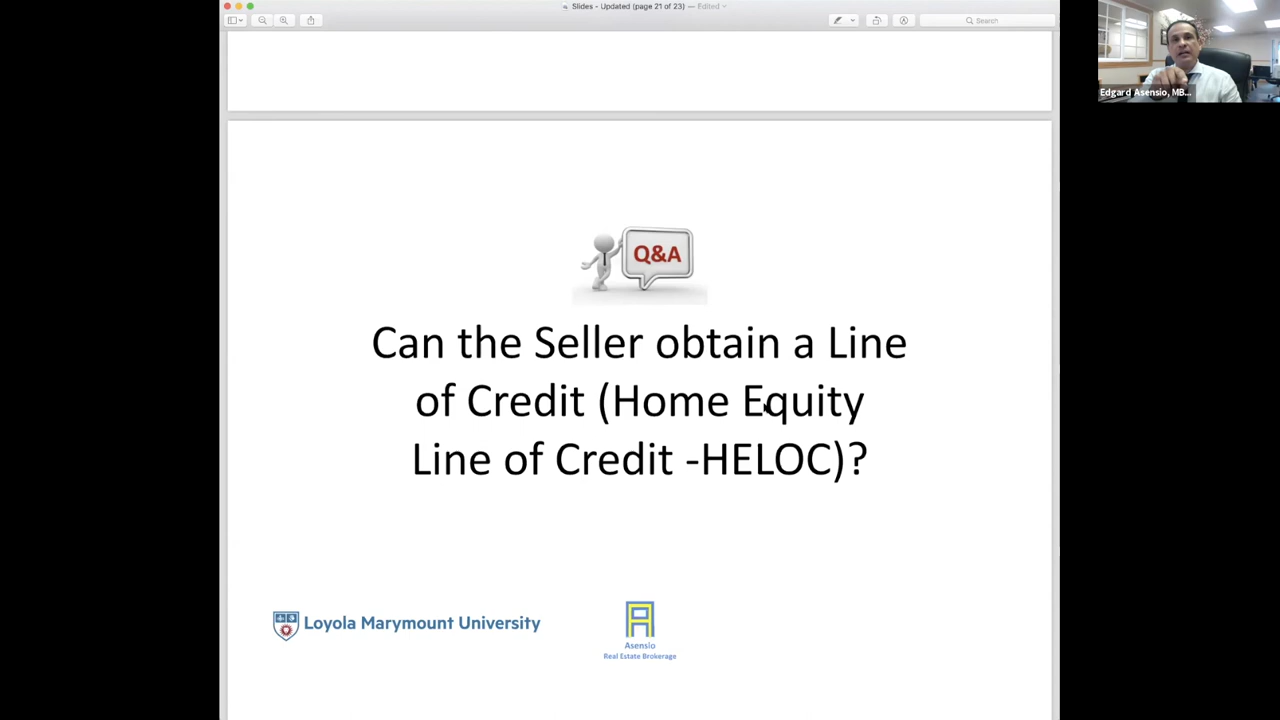 Slides - Updated (page 21 of 23) — Edited
Search
Edgard Asensio, MB...
Q&A
Can the Seller obtain a Line
of Credit (Home Equity
Line of Credit -HELOC)?
Loyola Marymount University
Asensio
Real Estate Brokerage